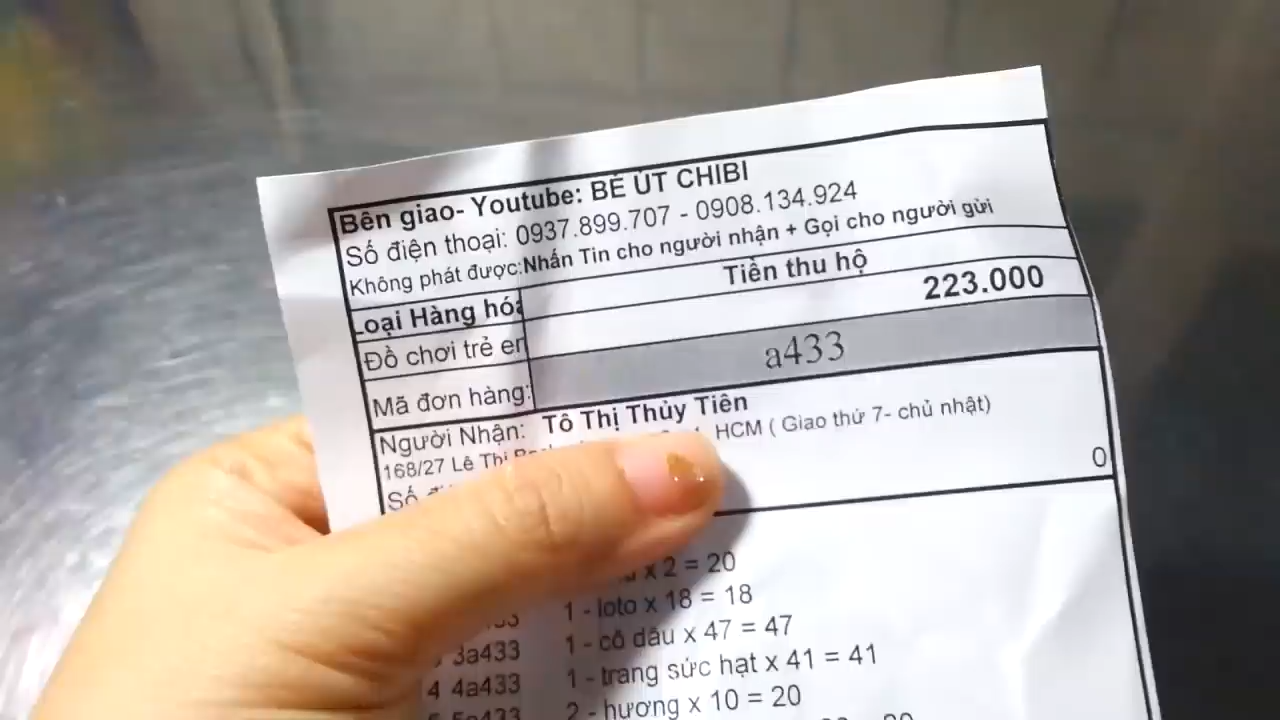 Bên giao- Youtube: BÉ ÚT CHIBI
Số điện thoại: 0937.899.707 - 0908.134.924
Không phát được:Nhắn Tin cho người nhận + Gọi cho người gửi
Loại Hàng hóa Tiền thu hộ
Đồ chơi trẻ em 223.000
Mã đơn hàng: a433
Người Nhận: Tô Thị Thủy Tiên
168/27 Lê Thị HCM ( Giao thứ 7- chủ nhật)
Số 0
x 2 = 20
1 - loto x 18 = 18
3a433 1 - cô dâu x 47 = 47
4 4a433 1 - trang sức hạt x 41 = 41
2 - hương x 10 = 20